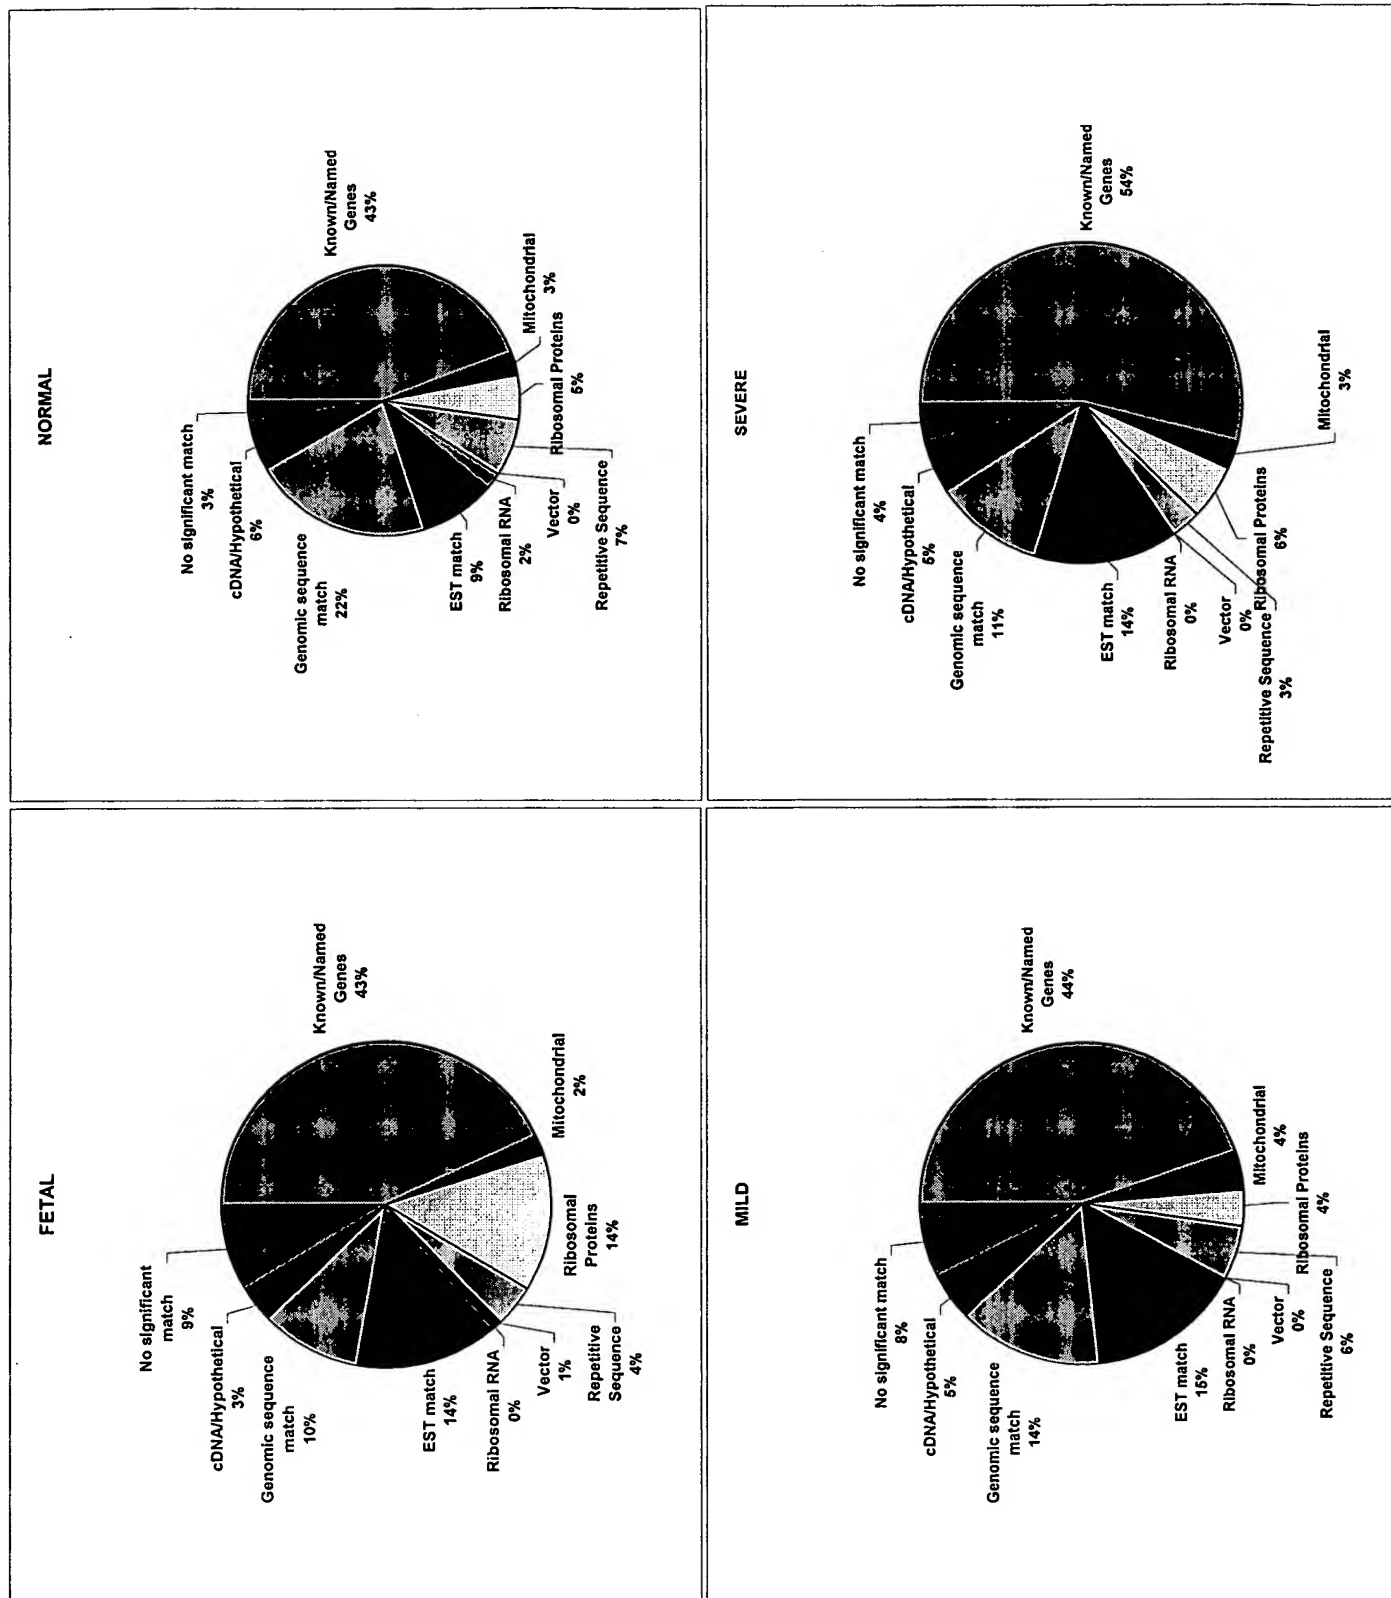 FETAL
Known/Named
Genes
43%
Mitochondrial
2%
Ribosomal
Proteins
14%
Repetitive
Sequence
4%
Vector
1%
Ribosomal RNA
0%
EST match
14%
Genomic sequence
match
10%
cDNA/Hypothetical
3%
No significant
match
9%
NORMAL
Known/Named
Genes
43%
Mitochondrial
3%
Ribosomal Proteins
5%
Repetitive Sequence
7%
Vector
0%
Ribosomal RNA
2%
EST match
9%
Genomic sequence
match
22%
cDNA/Hypothetical
6%
No significant match
3%
MILD
Known/Named
Genes
44%
Mitochondrial
4%
Ribosomal Proteins
4%
Repetitive Sequence
6%
Vector
0%
Ribosomal RNA
0%
EST match
15%
Genomic sequence
match
14%
cDNA/Hypothetical
5%
No significant match
8%
SEVERE
Known/Named
Genes
54%
Mitochondrial
3%
Ribosomal Proteins
6%
Repetitive Sequence
3%
Vector
0%
Ribosomal RNA
0%
EST match
14%
Genomic sequence
match
11%
cDNA/Hypothetical
5%
No significant match
4%